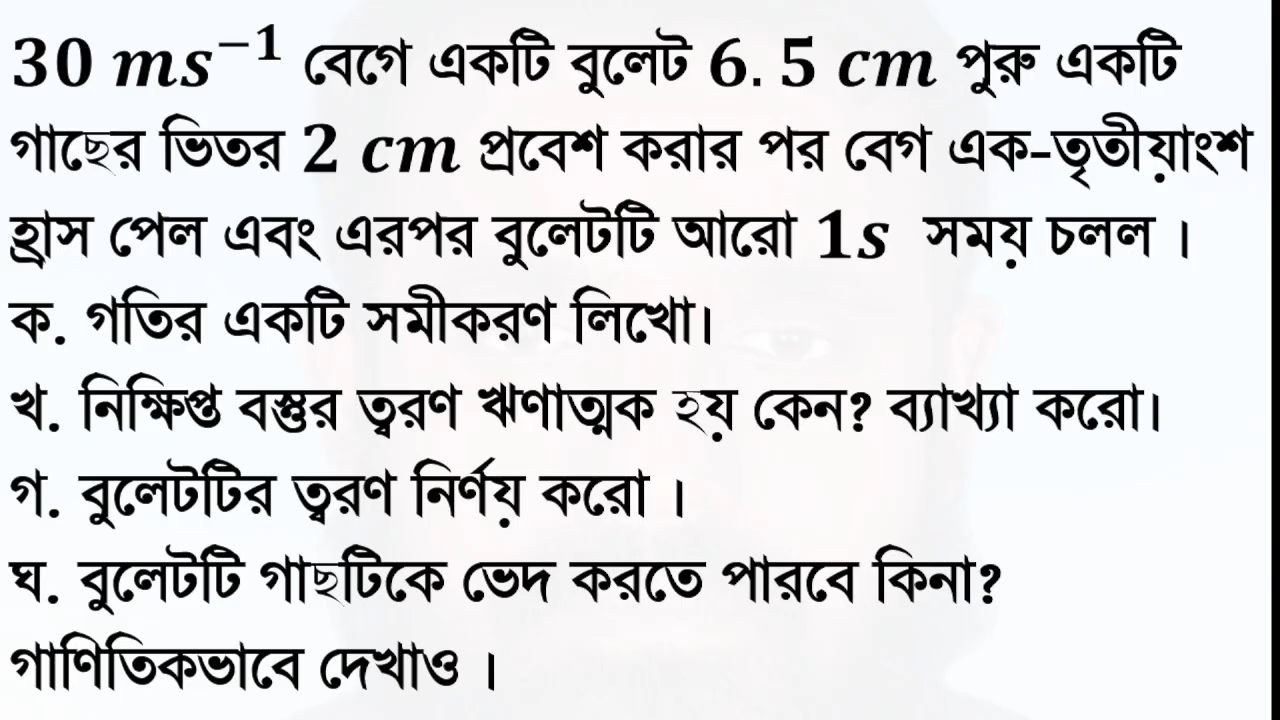 30 ms⁻¹ বেগে একটি বুলেট 6.5 cm পুরু একটি
গাছের ভিতর 2 cm প্রবেশ করার পর বেগ এক-তৃতীয়াংশ
হ্রাস পেল এবং এরপর বুলেটটি আরো 1s সময় চলল ।
ক. গতির একটি সমীকরণ লিখো।
খ. নিক্ষিপ্ত বস্তুর ত্বরণ ঋণাত্মক হয় কেন? ব্যাখ্যা করো।
গ. বুলেটটির ত্বরণ নির্ণয় করো ।
ঘ. বুলেটটি গাছটিকে ভেদ করতে পারবে কিনা?
গাণিতিকভাবে দেখাও ।